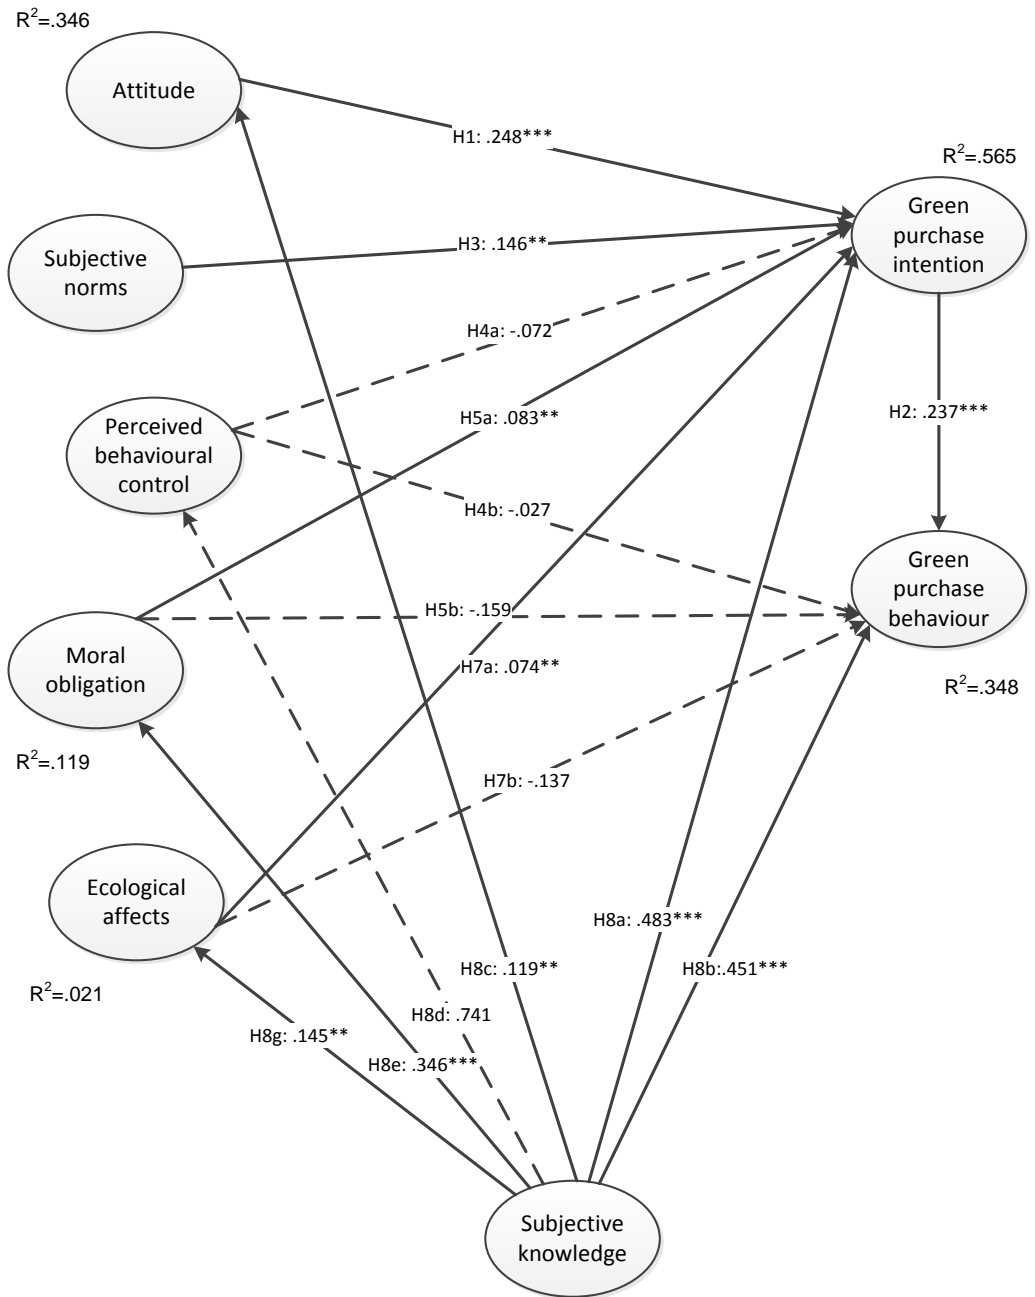 R²=.346
Attitude
H1: .248***
R²=.565
Green
purchase
intention
Subjective
norms
H3: .146**
H4a: -.072
Perceived
behavioural
control
H5a: .083**
H2: .237***
H4b: -.027
Green
purchase
behaviour
H5b: -.159
Moral
obligation
H7a: .074**
R²=.348
R²=.119
H7b: -.137
Ecological
affects
H8a: .483***
H8c: .119**
H8b:.451***
R²=.021
H8d: .741
H8g: .145**
H8e: .346***
Subjective
knowledge